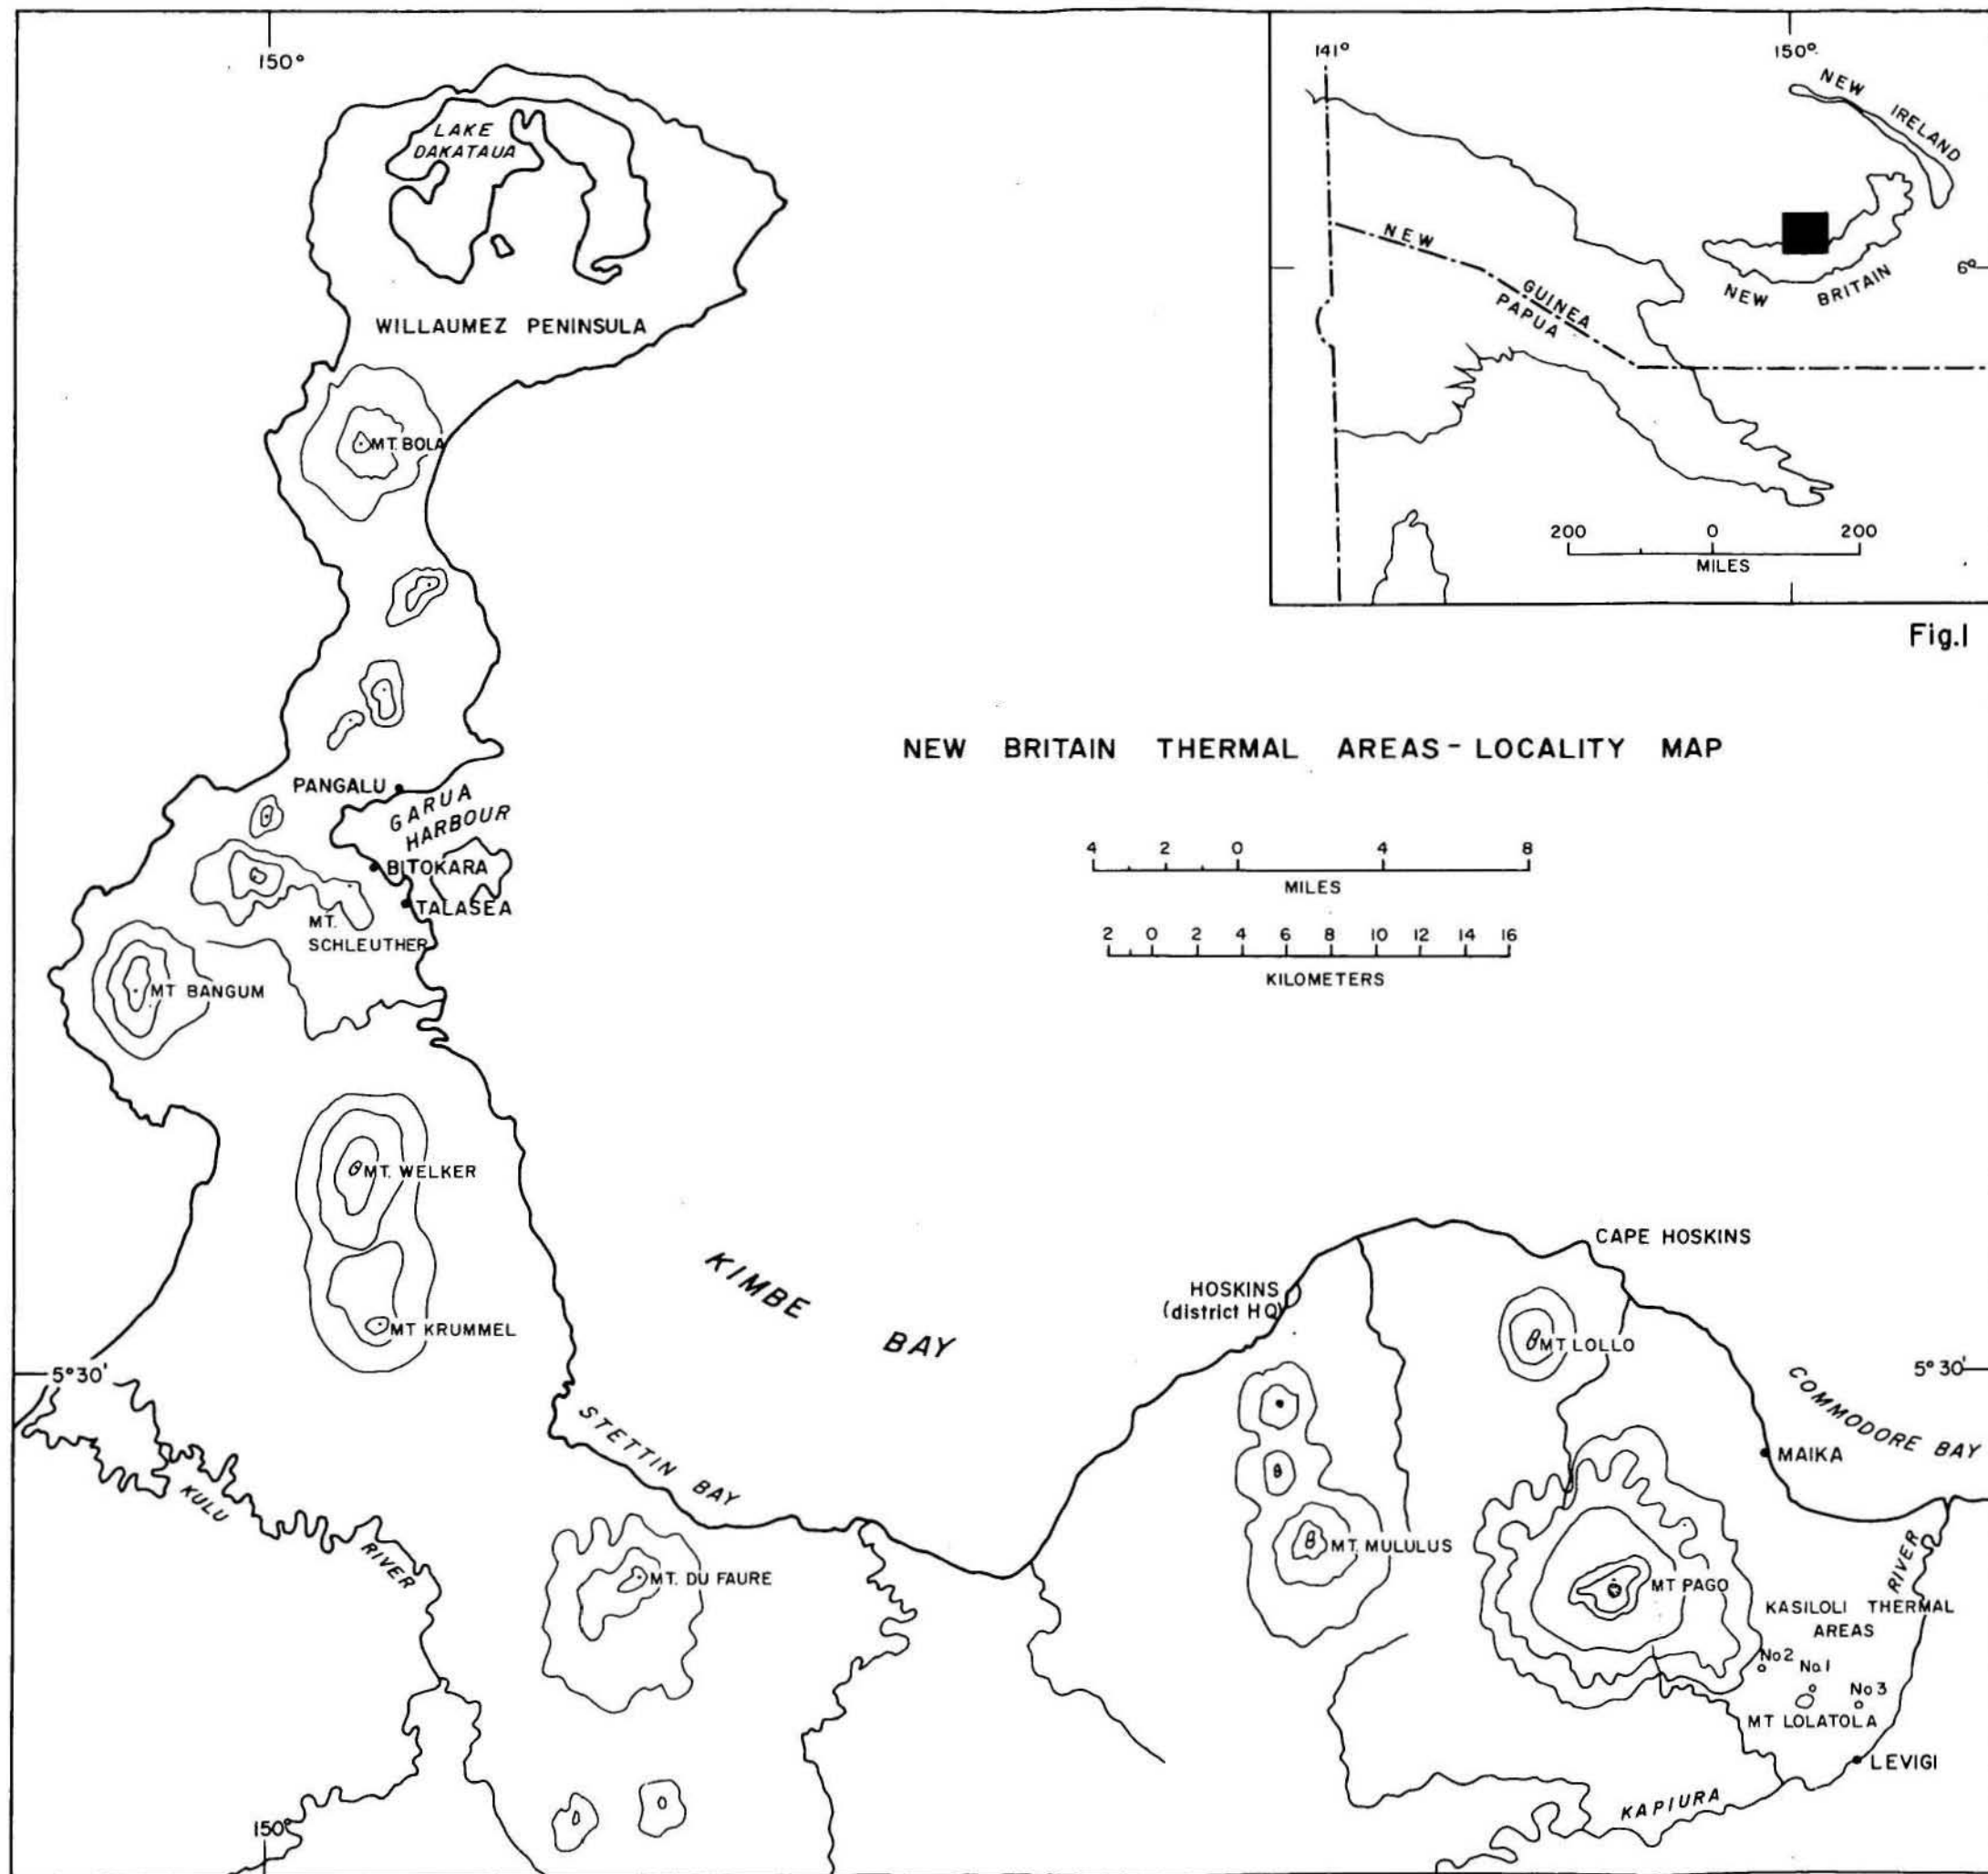 150°
LAKE
DAKATAUA
WILLAUMEZ PENINSULA
MT. BOLA
PANGALU
GARUA
HARBOUR
BITOKARA
TALASEA
MT.
SCHLEUTHER
MT BANGUM
MT. WELKER
MT KRUMMEL
5°30'
KULU
RIVER
STETTIN BAY
MT. DU FAURE
KIMBE
BAY
150°
141°
150°
NEW IRELAND
NEW
GUINEA
PAPUA
6°
NEW BRITAIN
200 0 200
MILES
Fig.1
NEW BRITAIN THERMAL AREAS - LOCALITY MAP
4 2 0 4 8
MILES
2 0 2 4 6 8 10 12 14 16
KILOMETERS
CAPE HOSKINS
HOSKINS
(district HQ)
MT LOLLO
5°30'
COMMODORE BAY
MAIKA
MT. MULULUS
MT PAGO
RIVER
KASILOLI THERMAL
AREAS
No 2
No 1
No 3
MT LOLATOLA
LEVIGI
KAPIURA